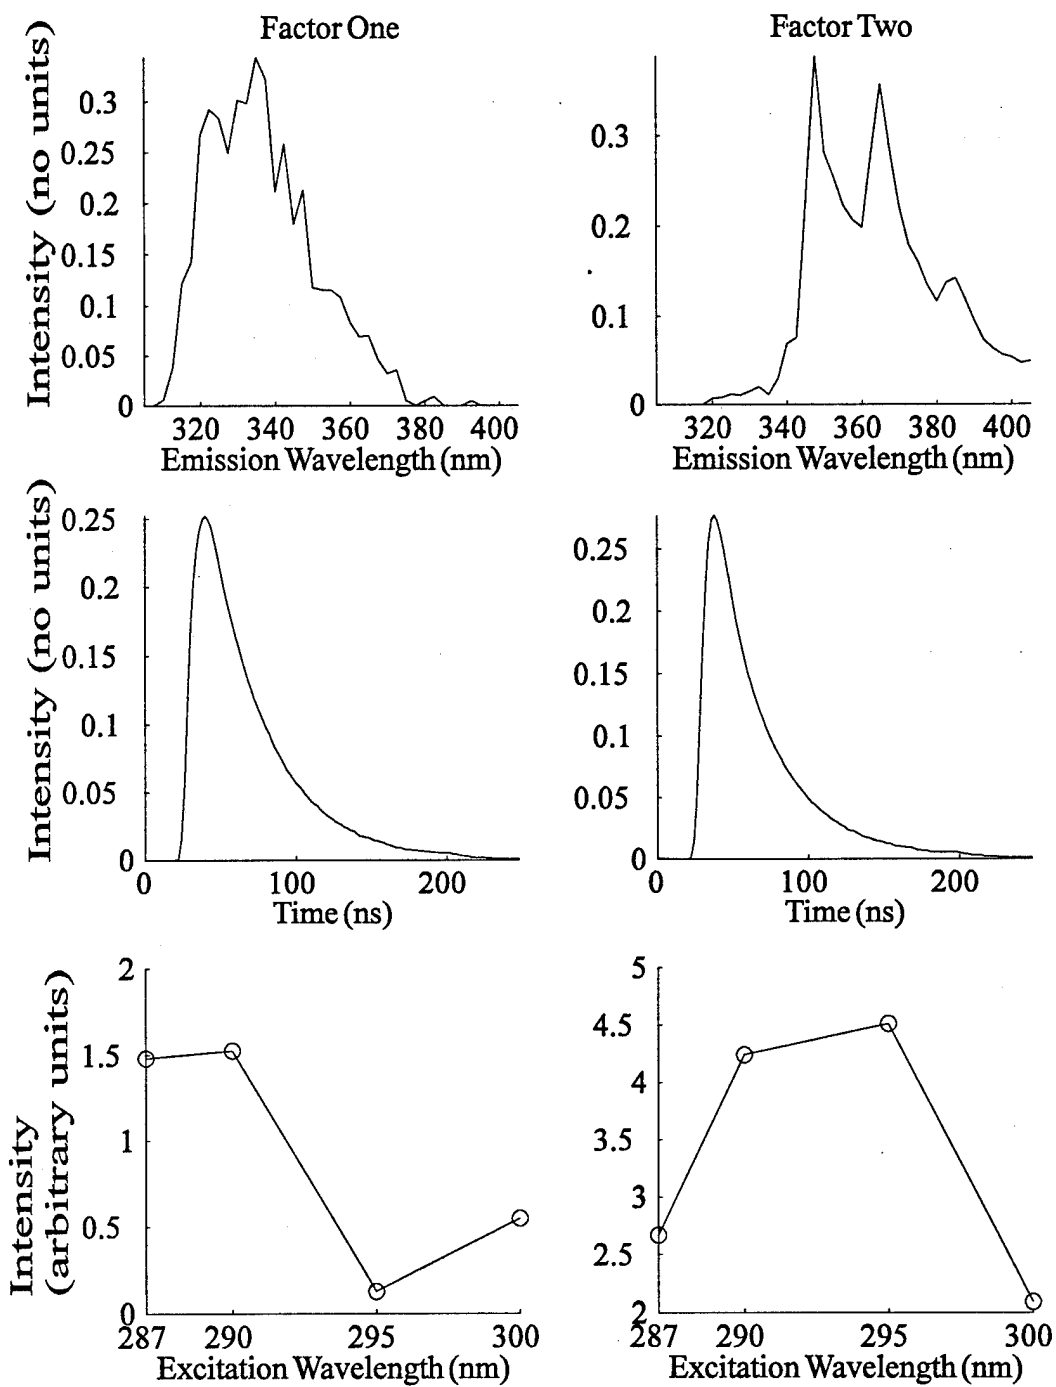 Factor One
Factor Two
Intensity (no units)
0.3
0.25
0.2
0.15
0.1
0.05
0
320 340 360 380 400
Emission Wavelength (nm)
0.3
0.2
0.1
0
320 340 360 380 400
Emission Wavelength (nm)
Intensity (no units)
0.25
0.2
0.15
0.1
0.05
0
0 100 200
Time (ns)
0.25
0.2
0.15
0.1
0.05
0
0 100 200
Time (ns)
Intensity
(arbitrary units)
2
1.5
1
0.5
0
287 290 295 300
Excitation Wavelength (nm)
5
4.5
4
3.5
3
2.5
2
287 290 295 300
Excitation Wavelength (nm)